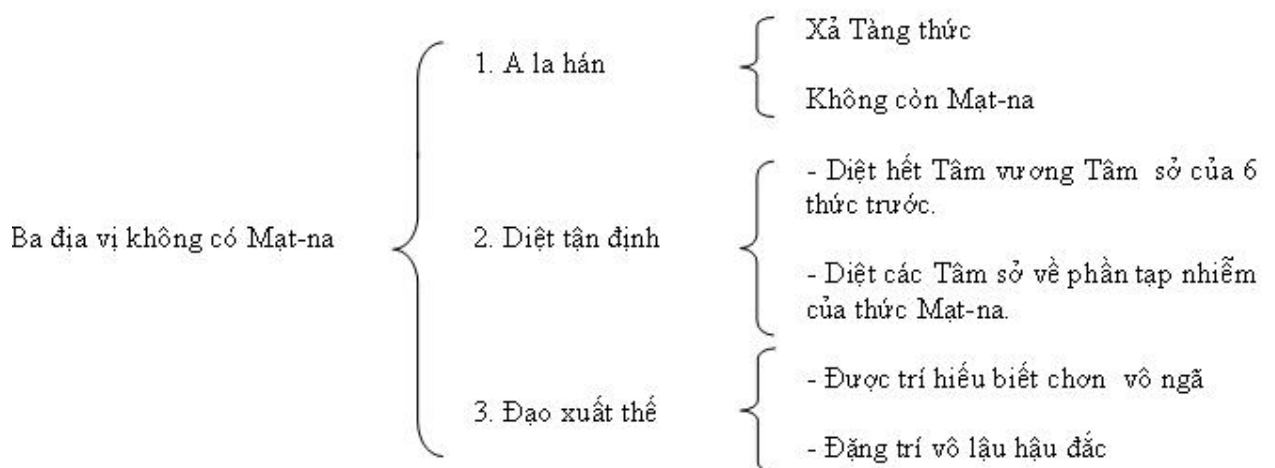 Ba địa vị không có Mạt-na
1. A la hán
Xả Tàng thức
Không còn Mạt-na
2. Diệt tận định
- Diệt hết Tâm vương Tâm sở của 6
thức trước.
- Diệt các Tâm sở về phần tạp nhiễm
của thức Mạt-na.
3. Đạo xuất thế
- Được trí hiếu biết chơn vô ngã
- Đặng trí vô lậu hậu đắc